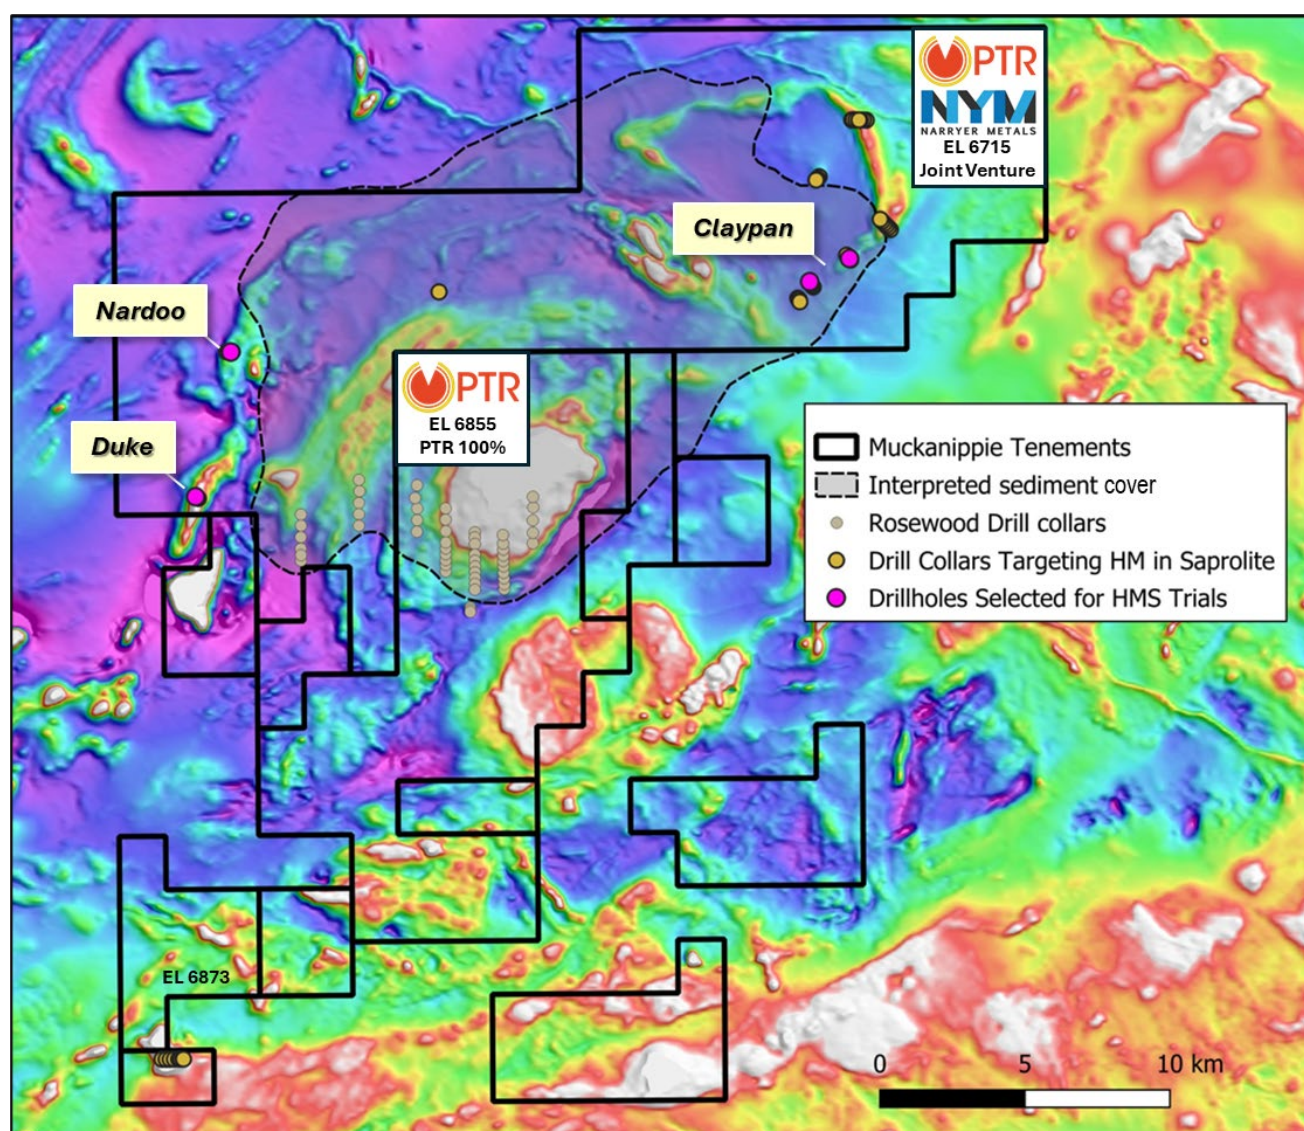 PTR
NYM
NARRYER METALS
EL 6715
Joint Venture
Claypan
Nardoo
PTR
EL 6855
PTR 100%
Duke
Muckanippie Tenements
Interpreted sediment cover
Rosewood Drill collars
Drill Collars Targeting HM in Saprolite
Drillholes Selected for HMS Trials
EL 6873
0 5 10 km